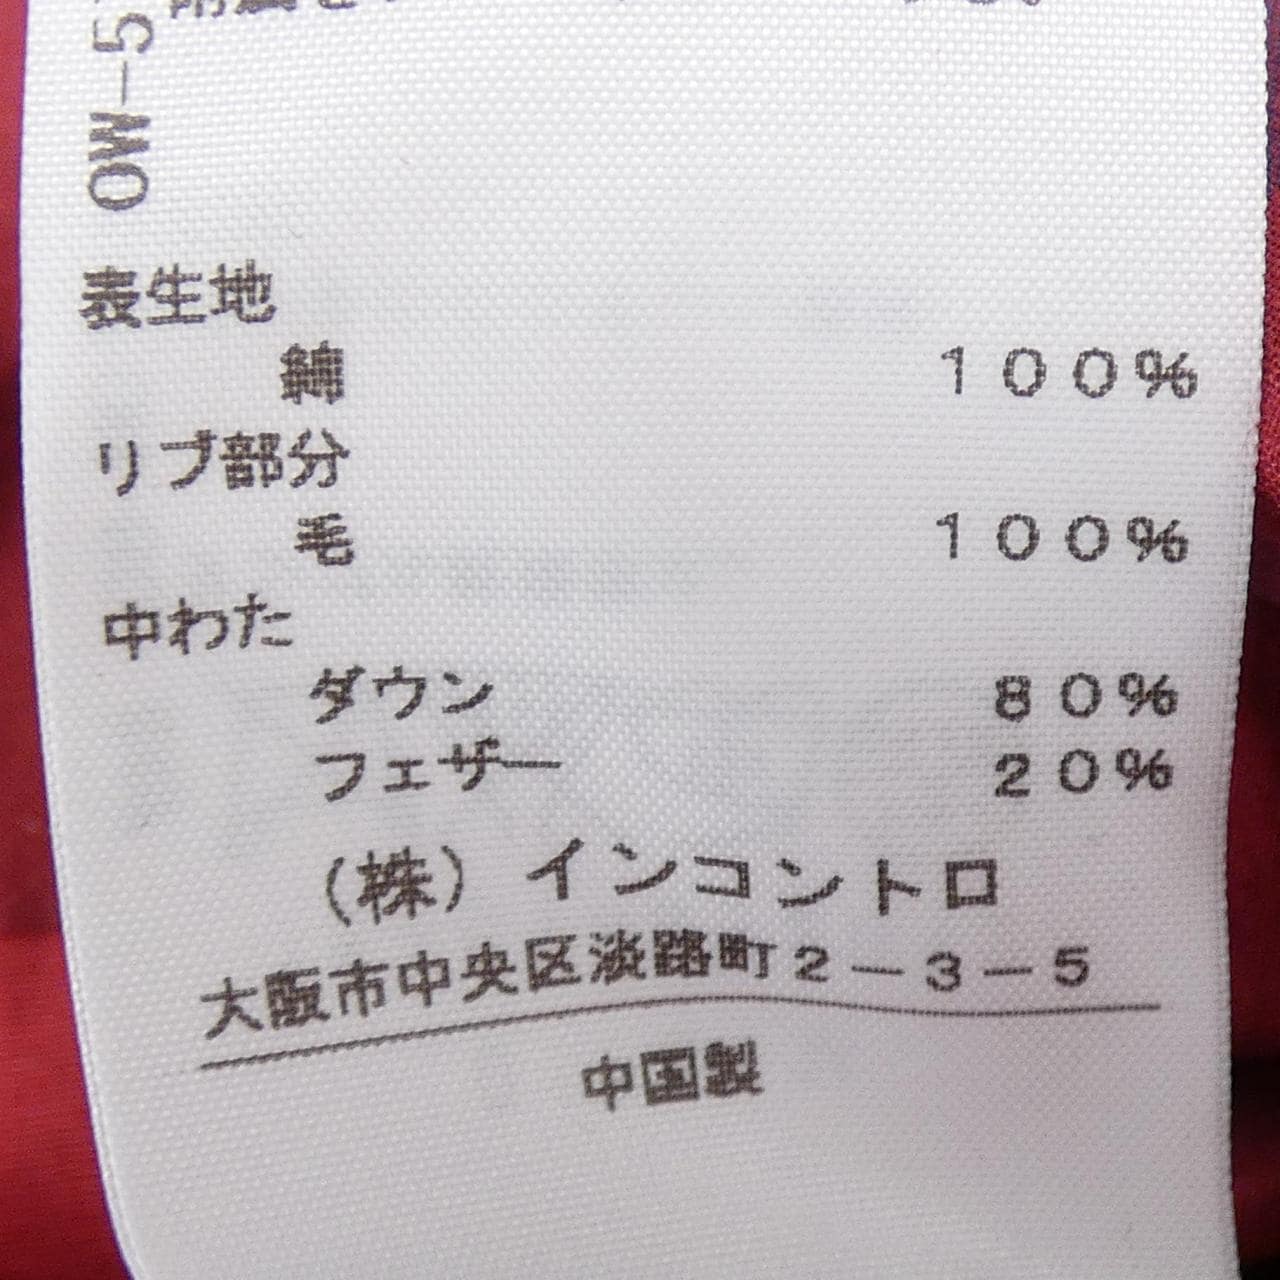 OW-5
表生地
綿 100%
リブ部分
毛 100%
中わた
ダウン 80%
フェザー 20%
(株)インコントロ
大阪市中央区淡路町2-3-5
中国製